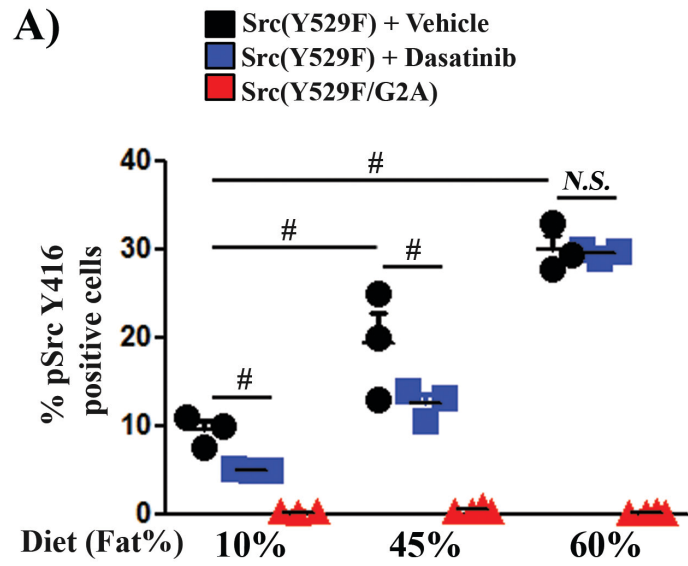 A)
Src(Y529F) + Vehicle
Src(Y529F) + Dasatinib
Src(Y529F/G2A)
% pSrc Y416
positive cells
40
30
20
10
0
#
#
#
#
N.S.
Diet (Fat%) 10% 45% 60%